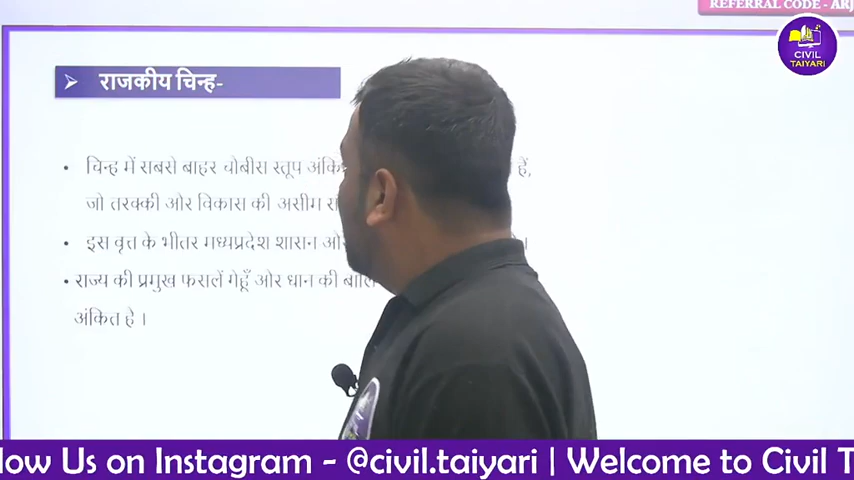 REFERRAL CODE - ARJ
CIVIL
TAIYARI
राजकीय चिन्ह-
• चिन्ह में सबसे बाहर चोबीस स्तूप हैं,
जो तरक्की और विकास की असीम
• इस वृत्त के भीतर मध्यप्रदेश शासन
• राज्य की प्रमुख फसलें गेहूँ और धान की
अंकित है ।
low Us on Instagram - @civil.taiyari | Welcome to Civil T